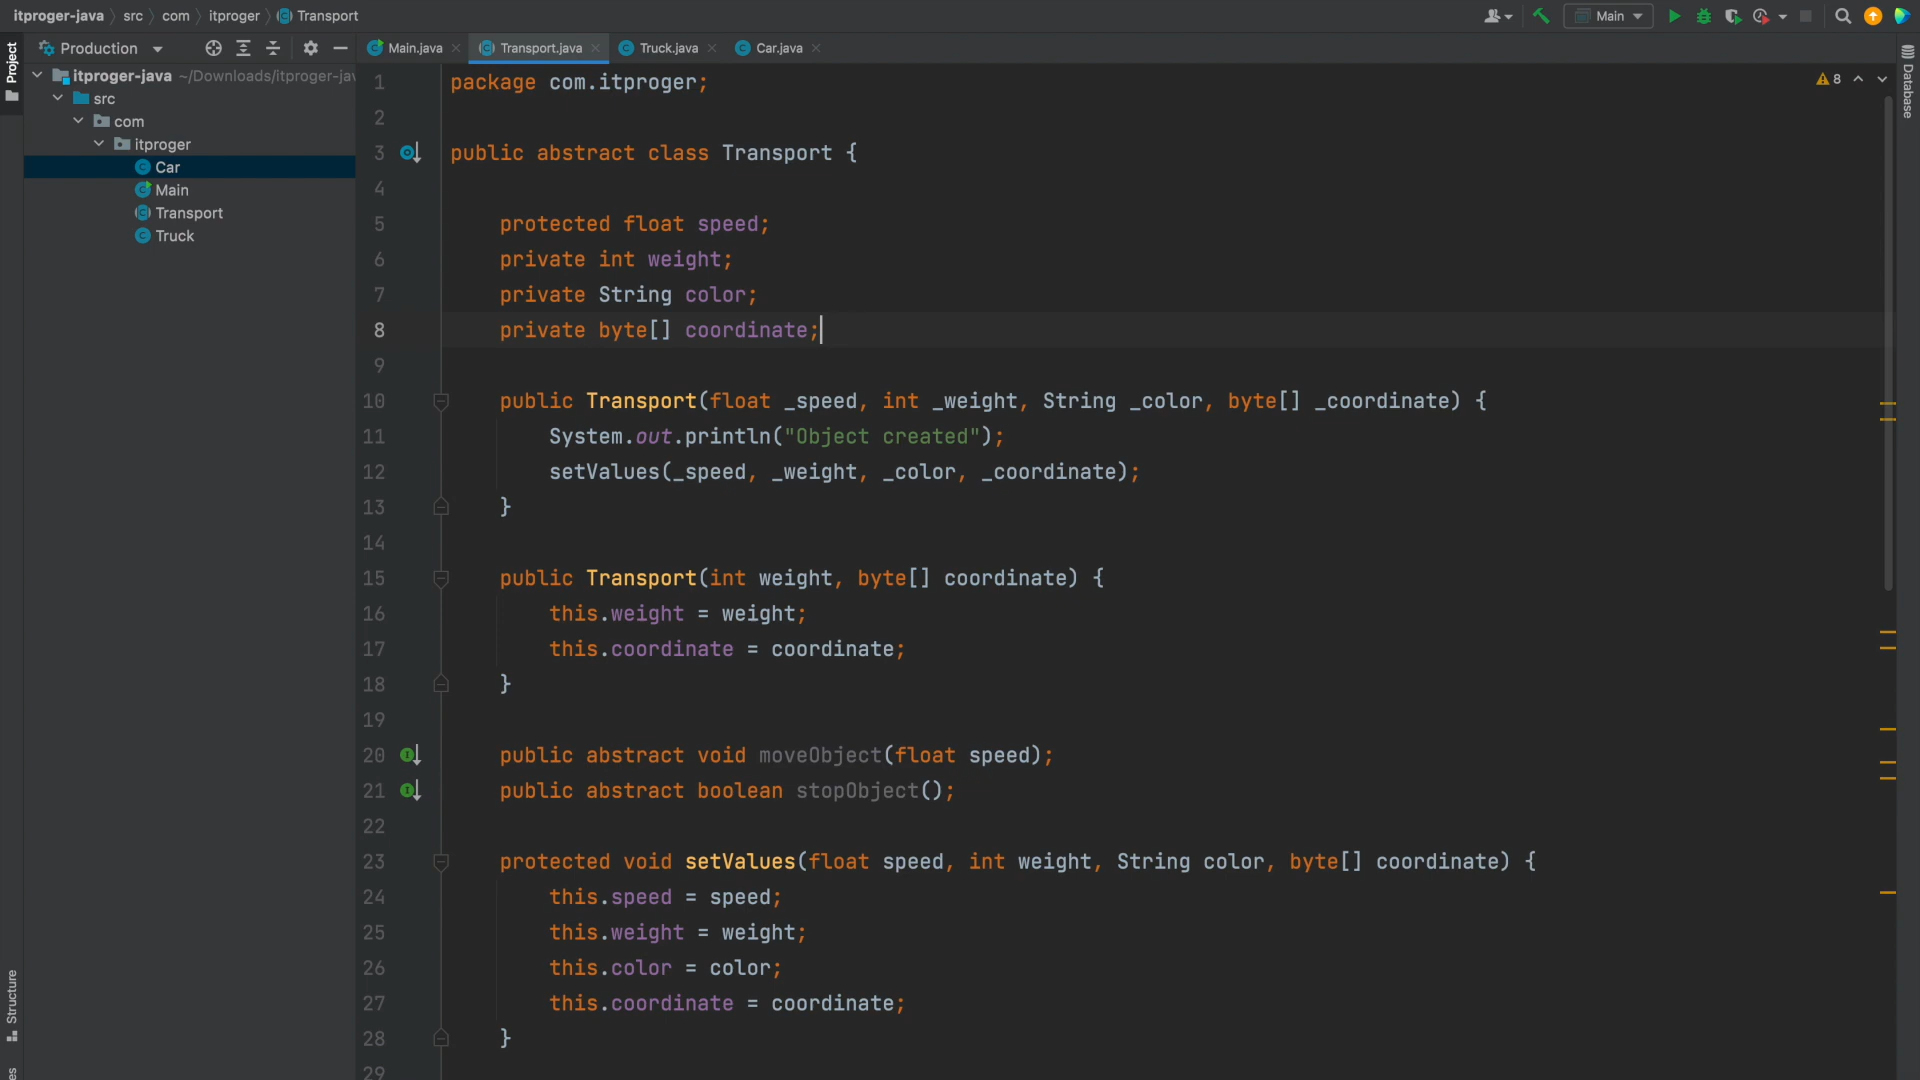 itproger-java src com itproger Transport
Main
Production
Main.java Transport.java Truck.java Car.java
Project
itproger-java ~/Downloads/itproger-jav
src
com
itproger
Car
Main
Transport
Truck
Structure
8
Database
1 package com.itproger;
2
3 public abstract class Transport {
4
5 protected float speed;
6 private int weight;
7 private String color;
8 private byte[] coordinate;
9
10 public Transport(float _speed, int _weight, String _color, byte[] _coordinate) {
11 System.out.println("Object created");
12 setValues(_speed, _weight, _color, _coordinate);
13 }
14
15 public Transport(int weight, byte[] coordinate) {
16 this.weight = weight;
17 this.coordinate = coordinate;
18 }
19
20 public abstract void moveObject(float speed);
21 public abstract boolean stopObject();
22
23 protected void setValues(float speed, int weight, String color, byte[] coordinate) {
24 this.speed = speed;
25 this.weight = weight;
26 this.color = color;
27 this.coordinate = coordinate;
28 }
29